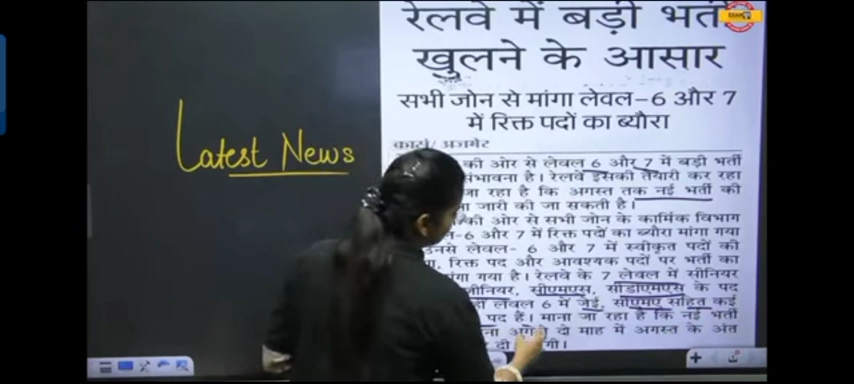 रेलवे में बड़ी भर्ती
खुलने के आसार
सभी जोन से मांगा लेवल-6 और 7
में रिक्त पदों का ब्यौरा
Latest News
कासं/ अजमेर
की ओर से लेवल 6 और 7 में बड़ी भर्ती
संभावना है। रेलवे इसकी तैयारी कर रहा
जा रहा है कि अगस्त तक नई भर्ती की
जारी की जा सकती है।
की ओर से सभी जोन के कार्मिक विभाग
6 और 7 में रिक्त पदों का ब्यौरा मांगा गया
उनसे लेवल- 6 और 7 में स्वीकृत पदों की
रिक्त पद और आवश्यक पदों पर भर्ती का
मांगा गया है। रेलवे के 7 लेवल में सीनियर
सीएमएस, सीडीएमएस के पद
लेवल 6 में जेई, सीएमए सहित कई
पद हैं। माना जा रहा है कि नई भर्ती
दो माह में अगस्त के अंत